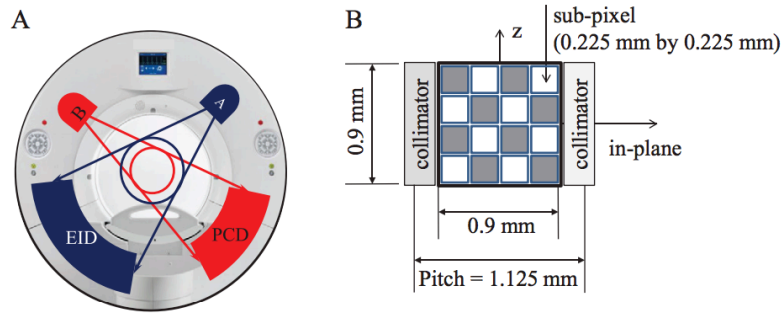 A
B
A
EID
PCD
B
z
sub-pixel
(0.225 mm by 0.225 mm)
collimator
collimator
0.9 mm
in-plane
0.9 mm
Pitch = 1.125 mm